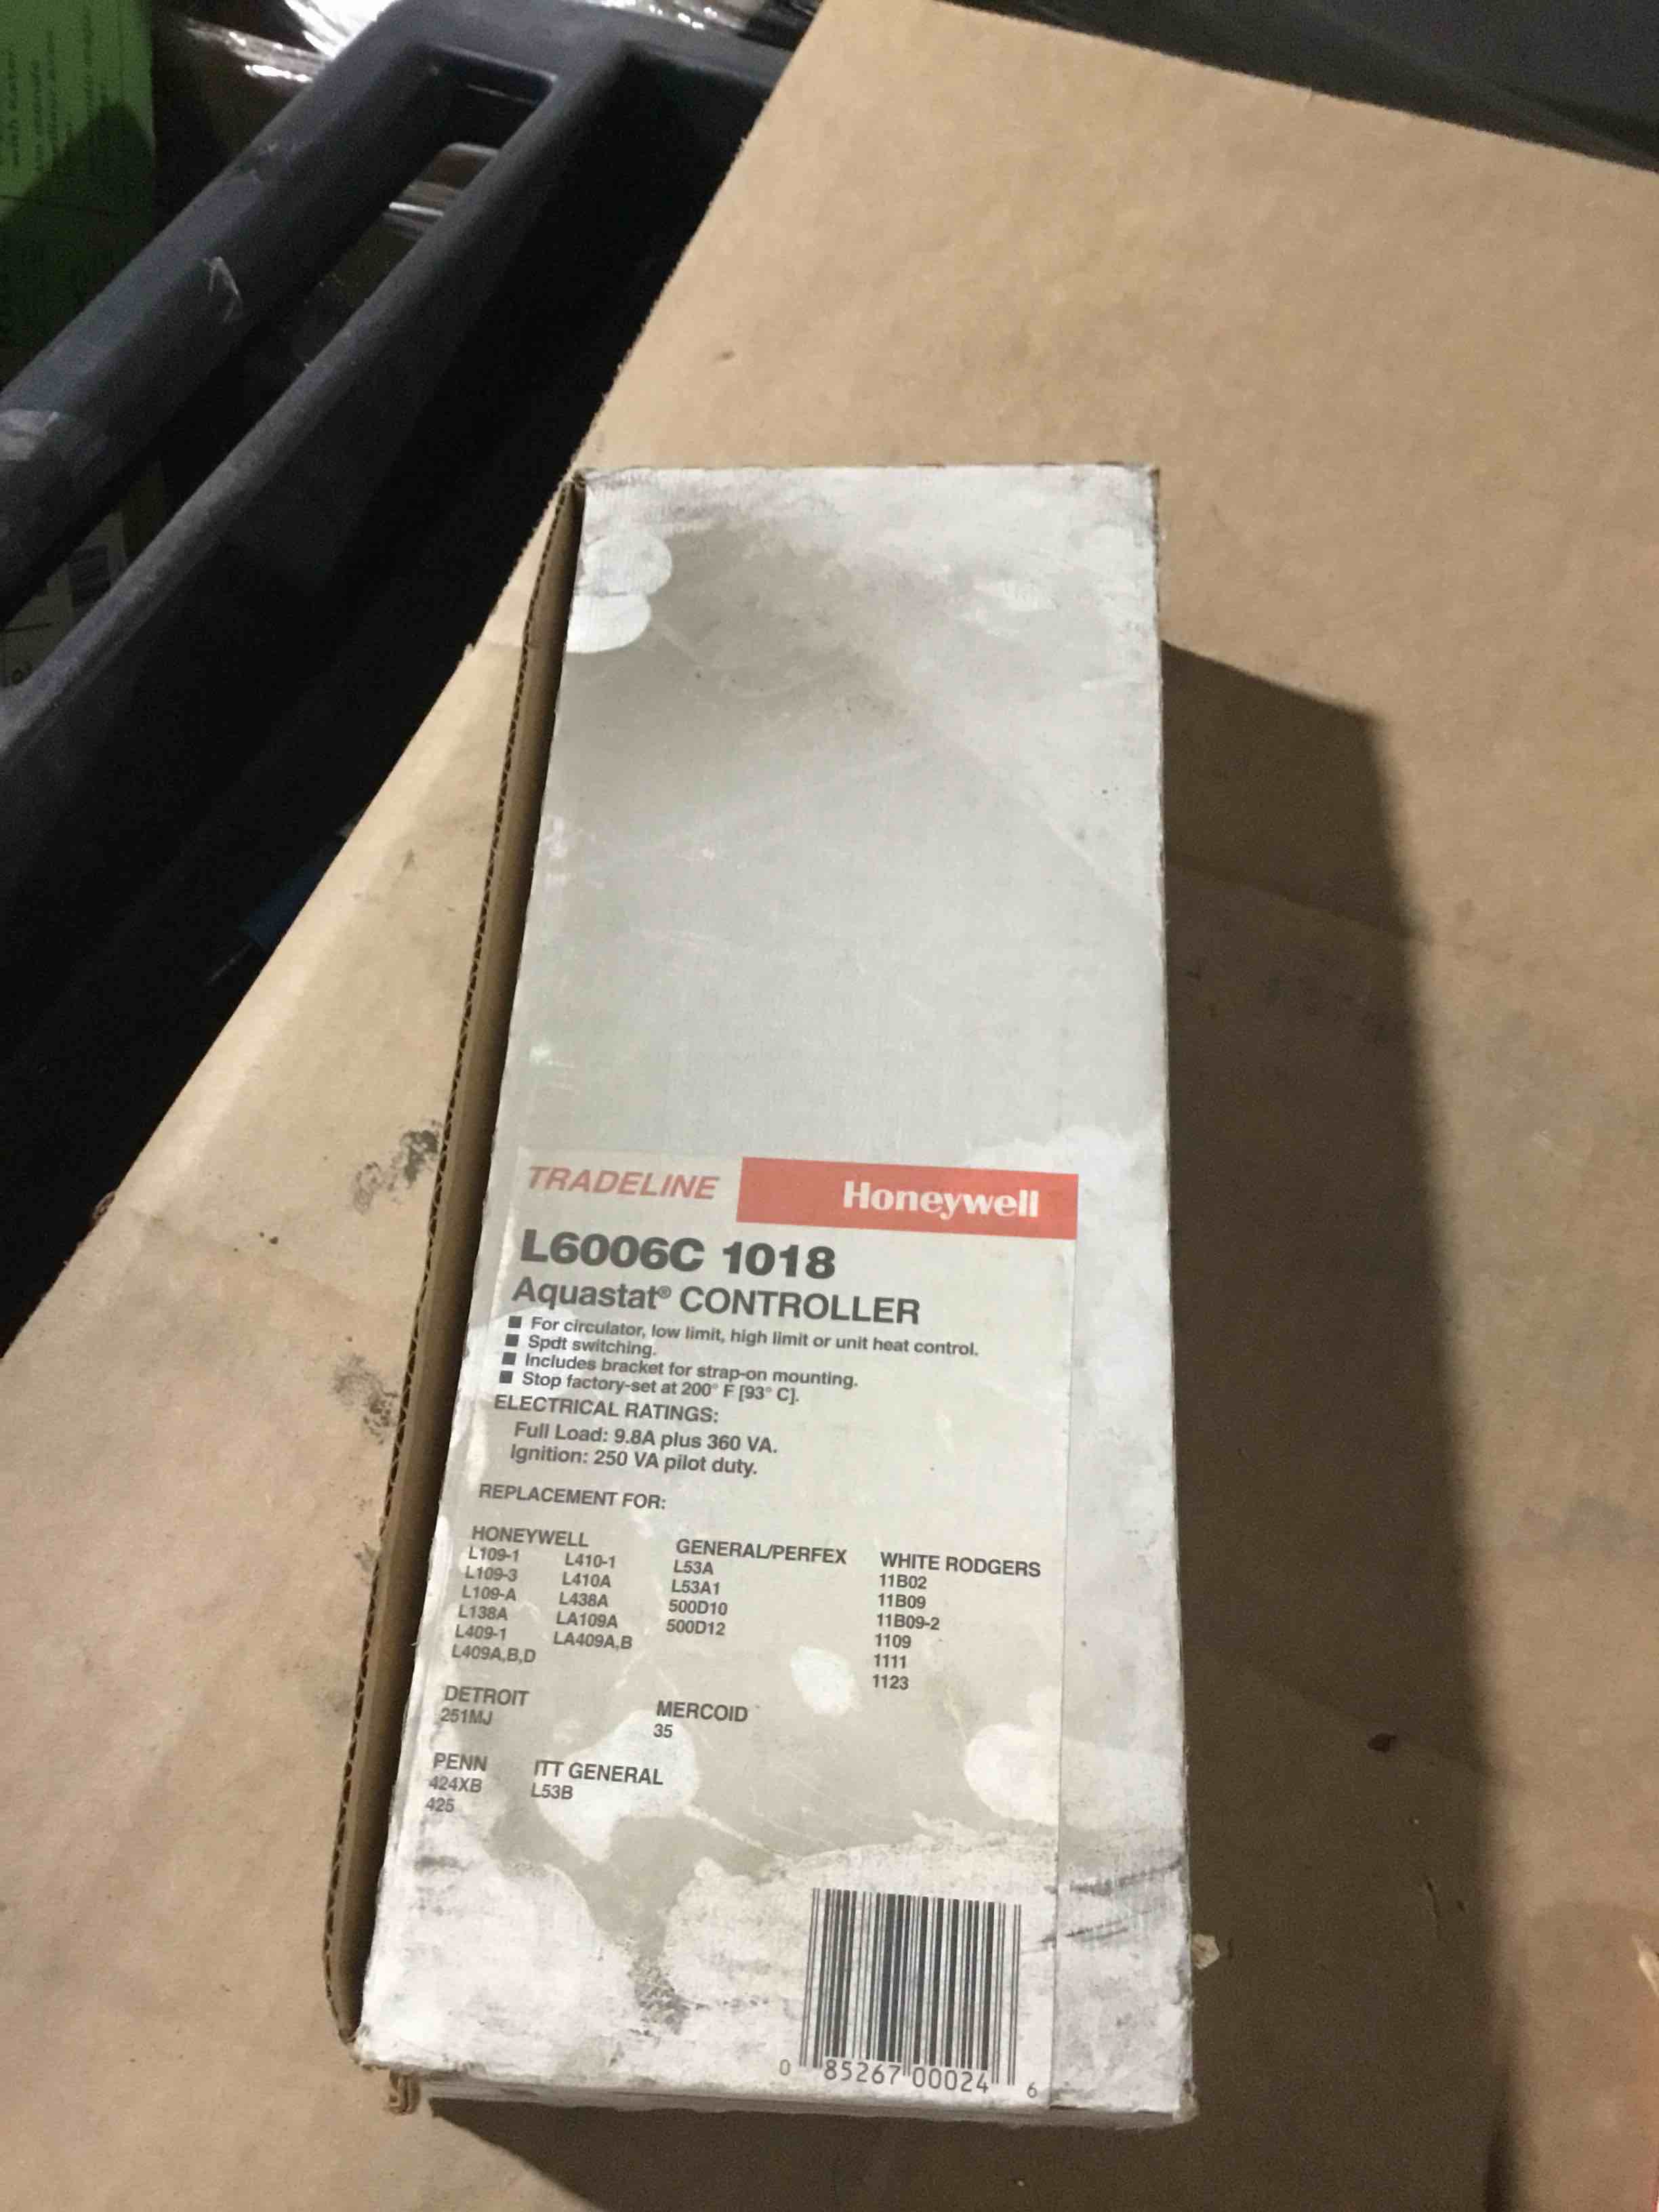 TRADELINE Honeywell
L6006C 1018
Aquastat® CONTROLLER
■ For circulator, low limit, high limit or unit heat control.
■ Spdt switching.
■ Includes bracket for strap-on mounting.
■ Stop factory-set at 200° F [93° C].
ELECTRICAL RATINGS:
Full Load: 9.8A plus 360 VA.
Ignition: 250 VA pilot duty.
REPLACEMENT FOR:
HONEYWELL GENERAL/PERFEX WHITE RODGERS
L109-1 L410-1 L53A 11B02
L109-3 L410A L53A1 11B09
L109-A L438A 500D10 11B09-2
L138A LA109A 500D12 1109
L409-1 LA409A,B 1111
L409A,B,D 1123
DETROIT MERCOID
251MJ 35
PENN ITT GENERAL
424XB L53B
425
0 85267 00024 6